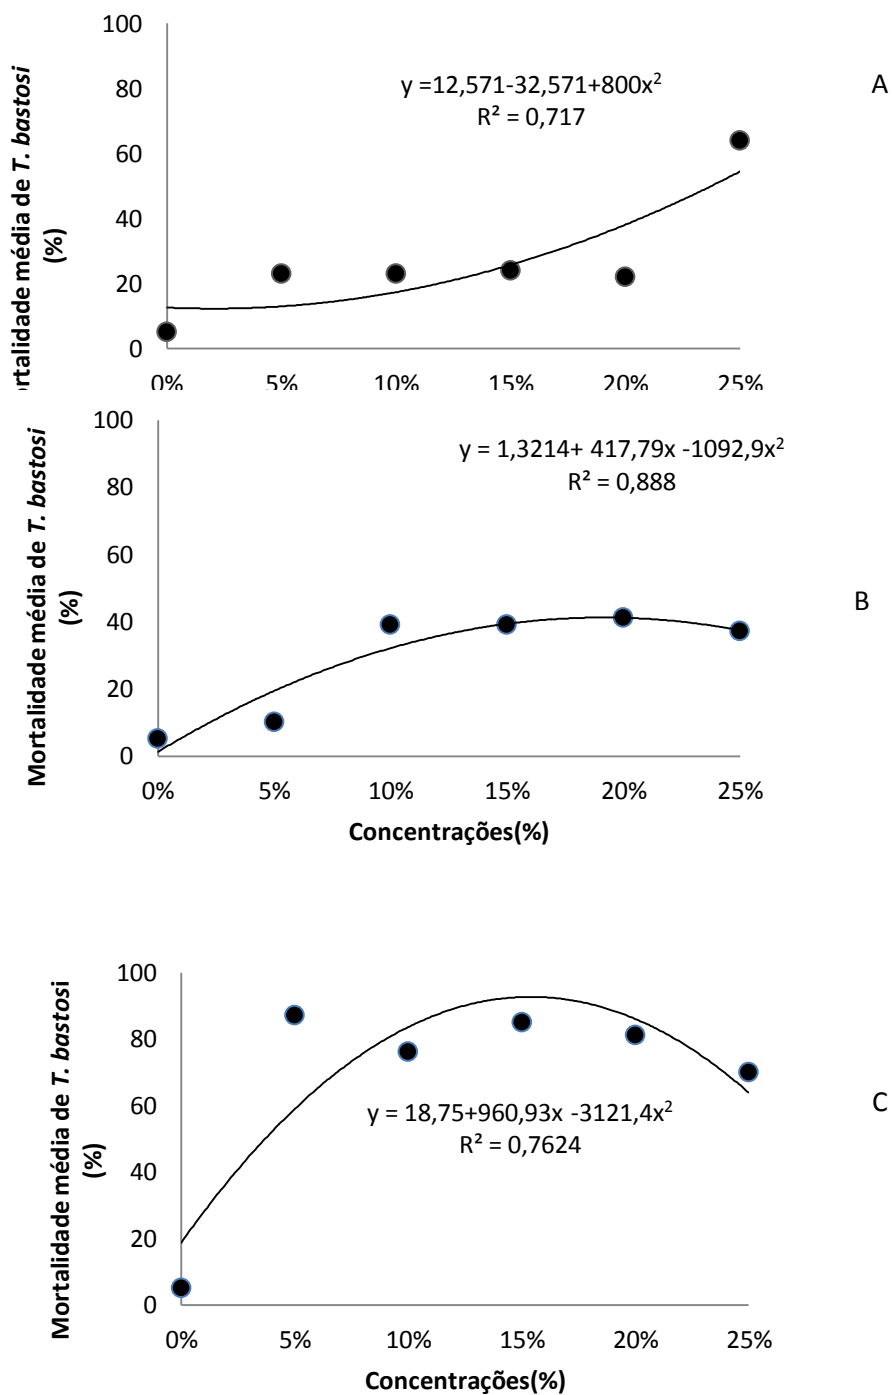 100
80
60
40
20
0
ortalidade média de T. bastosi
(%)
y =12,571-32,571+800x²
R² = 0,717
A
0% 5% 10% 15% 20% 25%
100
80
60
40
20
0
Mortalidade média de T. bastosi
(%)
y = 1,3214+ 417,79x -1092,9x²
R² = 0,888
B
0% 5% 10% 15% 20% 25%
Concentrações(%)
100
80
60
40
20
0
Mortalidade média de T. bastosi
(%)
y = 18,75+960,93x -3121,4x²
R² = 0,7624
C
0% 5% 10% 15% 20% 25%
Concentrações(%)